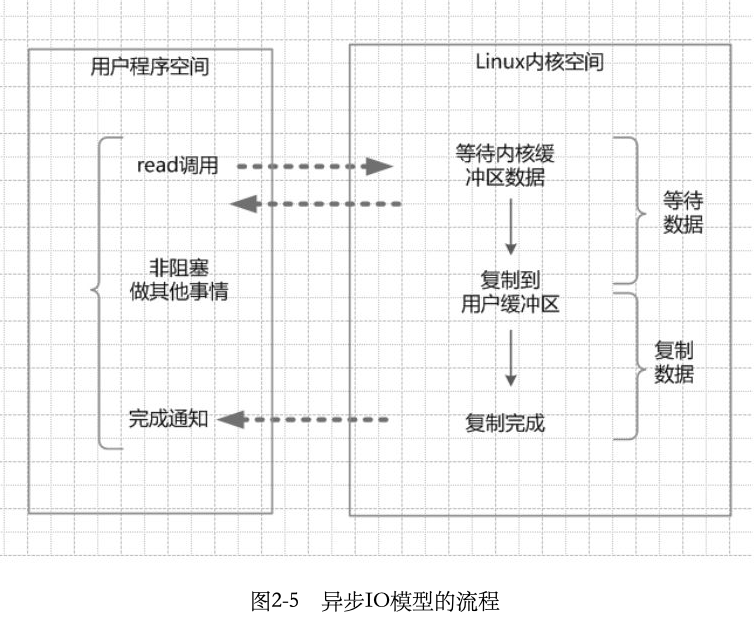 用户程序空间
Linux内核空间
read调用
等待内核缓
冲区数据
等待
数据
非阻塞
做其他事情
复制到
用户缓冲区
复制
数据
完成通知
复制完成
图2-5 异步IO模型的流程